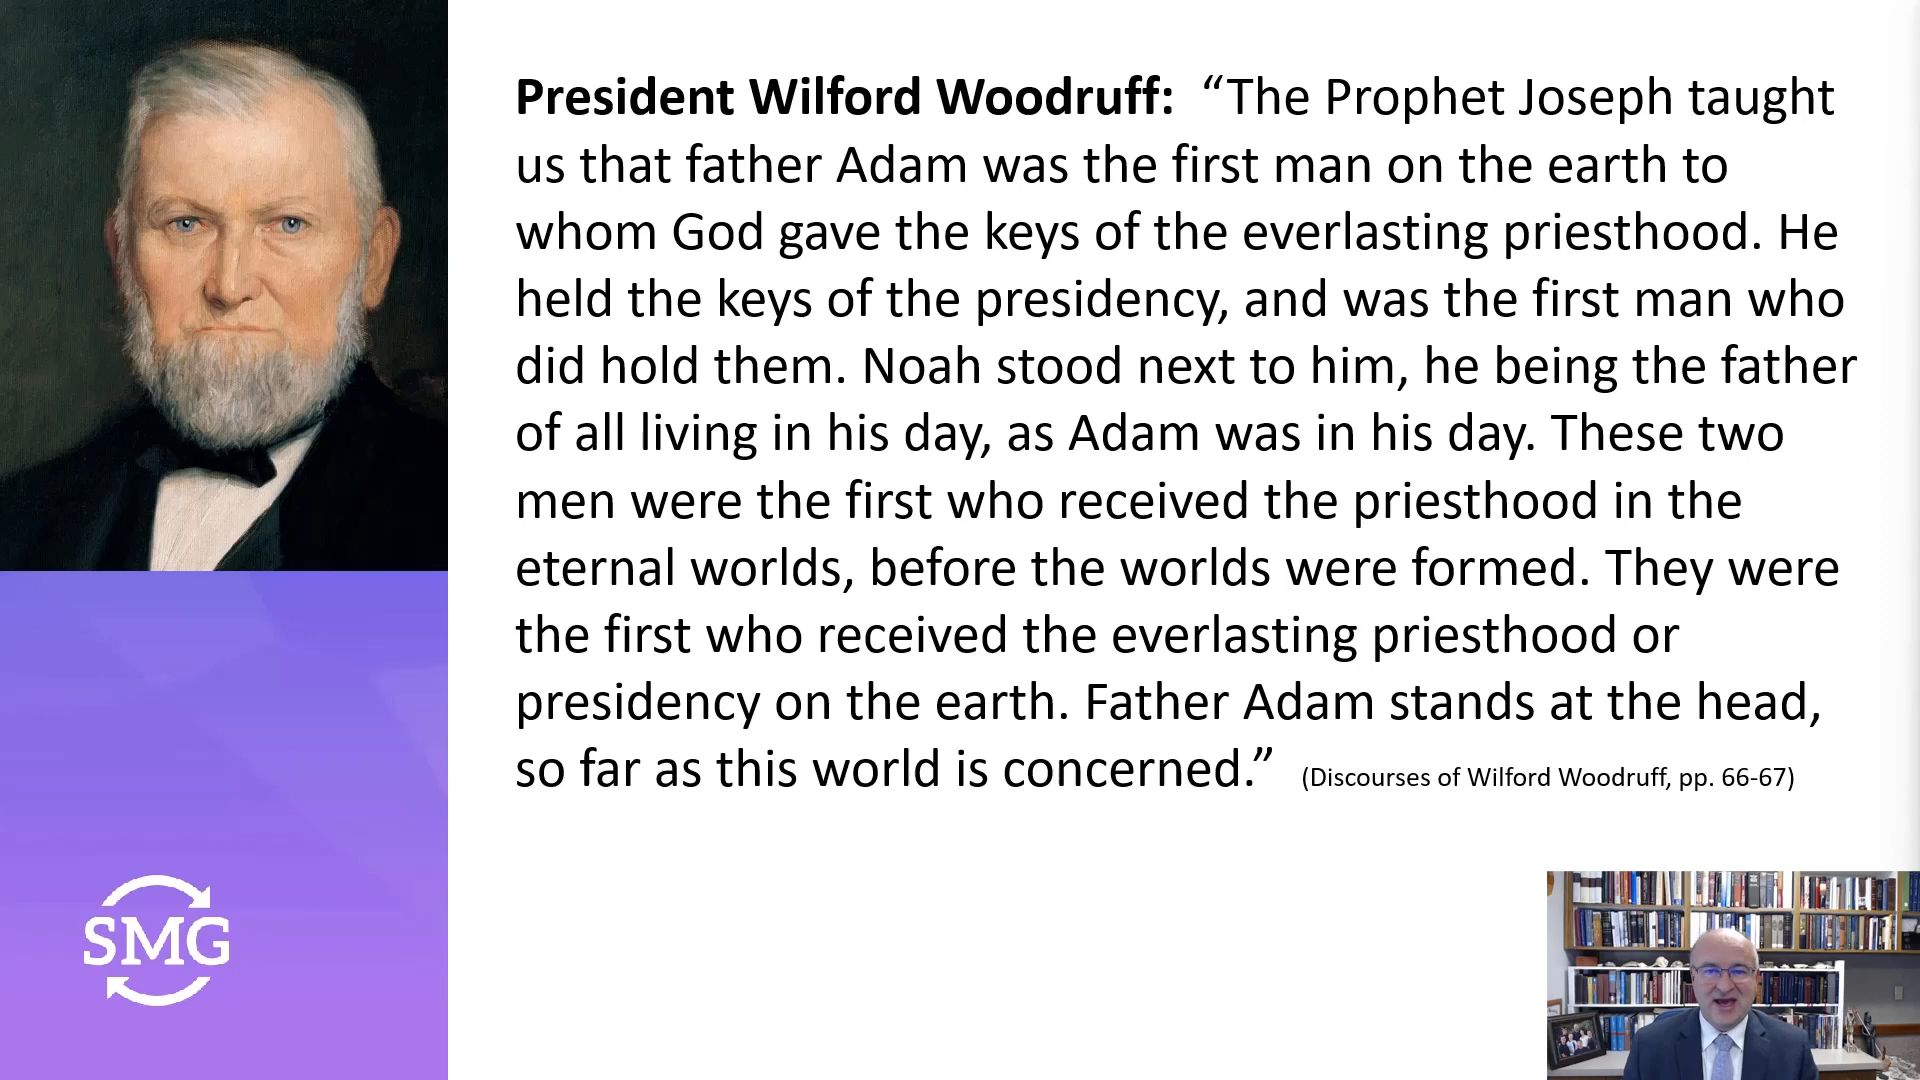 President Wilford Woodruff: “The Prophet Joseph taught
us that father Adam was the first man on the earth to
whom God gave the keys of the everlasting priesthood. He
held the keys of the presidency, and was the first man who
did hold them. Noah stood next to him, he being the father
of all living in his day, as Adam was in his day. These two
men were the first who received the priesthood in the
eternal worlds, before the worlds were formed. They were
the first who received the everlasting priesthood or
presidency on the earth. Father Adam stands at the head,
so far as this world is concerned.” (Discourses of Wilford Woodruff, pp. 66-67)
SMG